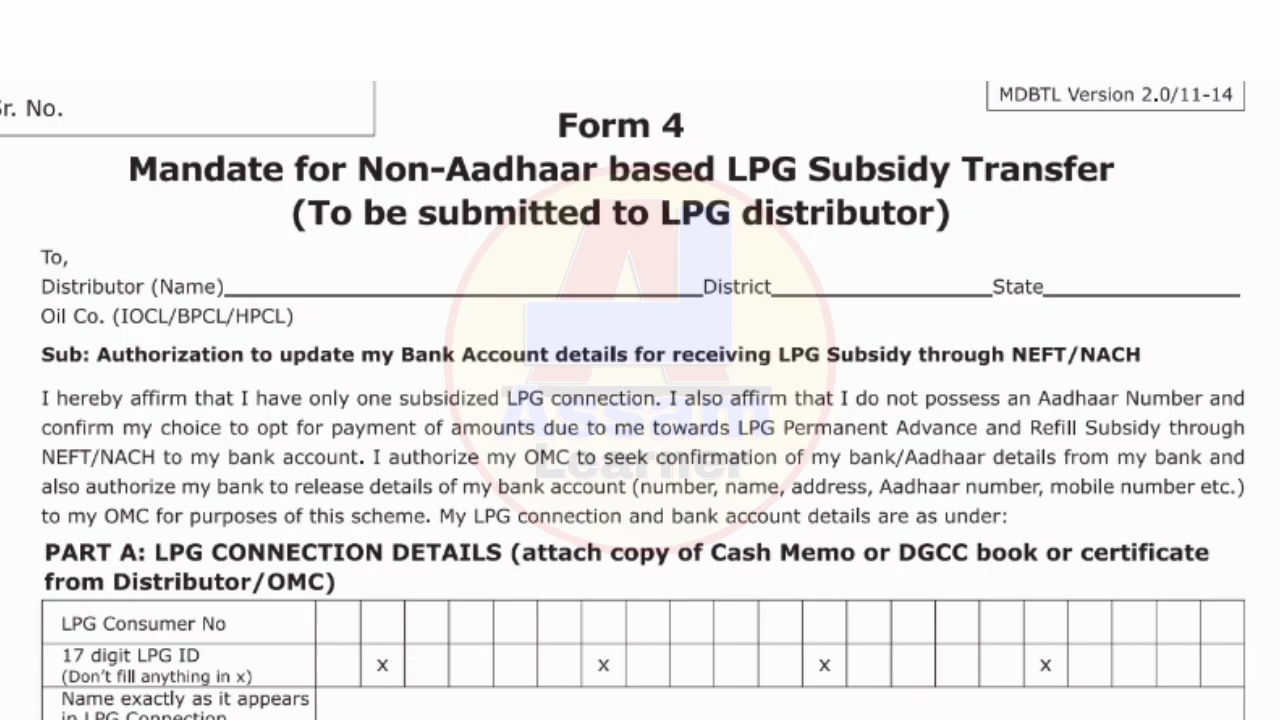 Sr. No.
MDBTL Version 2.0/11-14
Form 4
Mandate for Non-Aadhaar based LPG Subsidy Transfer
(To be submitted to LPG distributor)
To,
Distributor (Name)____________________District__________State__________
Oil Co. (IOCL/BPCL/HPCL)
Sub: Authorization to update my Bank Account details for receiving LPG Subsidy through NEFT/NACH
I hereby affirm that I have only one subsidized LPG connection. I also affirm that I do not possess an Aadhaar Number and
confirm my choice to opt for payment of amounts due to me towards LPG Permanent Advance and Refill Subsidy through
NEFT/NACH to my bank account. I authorize my OMC to seek confirmation of my bank/Aadhaar details from my bank and
also authorize my bank to release details of my bank account (number, name, address, Aadhaar number, mobile number etc.)
to my OMC for purposes of this scheme. My LPG connection and bank account details are as under:
PART A: LPG CONNECTION DETAILS (attach copy of Cash Memo or DGCC book or certificate
from Distributor/OMC)
LPG Consumer No
17 digit LPG ID
(Don't fill anything in x)
x x x x
Name exactly as it appears
in LPG Connection
Assam
Learner